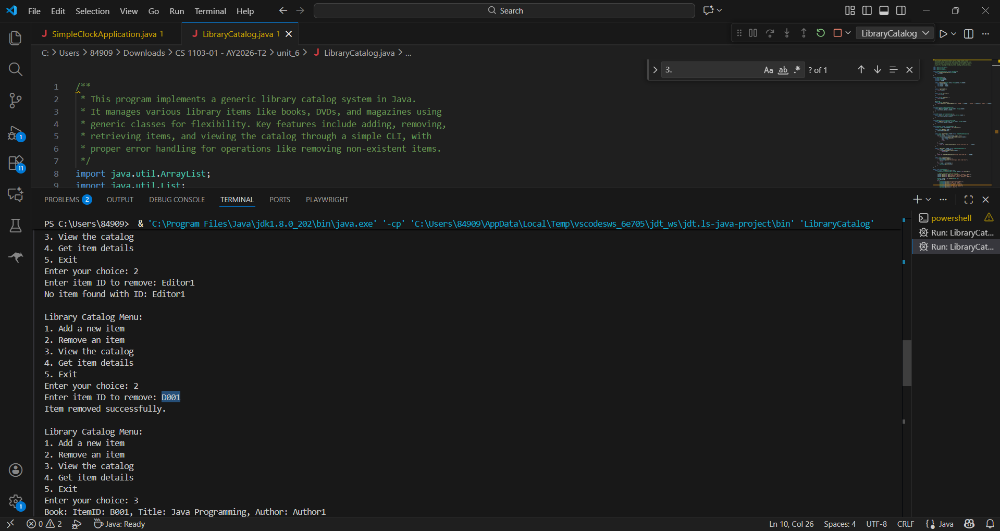 File Edit Selection View Go Run Terminal Help
Search
SimpleClockApplication.java 1
LibraryCatalog.java 1
LibraryCatalog
C: > Users > 84909 > Downloads > CS 1103-01 - AY2026-T2 > unit_6 > LibraryCatalog.java > ...
3.
Aa ab .* ? of 1
1 /**
2 * This program implements a generic library catalog system in Java.
3 * It manages various library items like books, DVDs, and magazines using
4 * generic classes for flexibility. Key features include adding, removing,
5 * retrieving items, and viewing the catalog through a simple CLI, with
6 * proper error handling for operations like removing non-existent items.
7 */
8 import java.util.ArrayList;
9 import java.util.List;
1
11
PROBLEMS 2 OUTPUT DEBUG CONSOLE TERMINAL PORTS PLAYWRIGHT
PS C:\Users\84909> & 'C:\Program Files\Java\jdk1.8.0_202\bin\java.exe' '-cp' 'C:\Users\84909\AppData\Local\Temp\vscodesws_6e705\jdt_ws\jdt.ls-java-project\bin' 'LibraryCatalog'
3. View the catalog
4. Get item details
5. Exit
Enter your choice: 2
Enter item ID to remove: Editor1
No item found with ID: Editor1
Library Catalog Menu:
1. Add a new item
2. Remove an item
3. View the catalog
4. Get item details
5. Exit
Enter your choice: 2
Enter item ID to remove: D001
Item removed successfully.
Library Catalog Menu:
1. Add a new item
2. Remove an item
3. View the catalog
4. Get item details
5. Exit
Enter your choice: 3
Book: ItemID: B001, Title: Java Programming, Author: Author1
powershell
Run: LibraryCat...
Run: LibraryCat...
1
0 2 Java: Ready
Ln 10, Col 26 Spaces: 4 UTF-8 CRLF {} Java